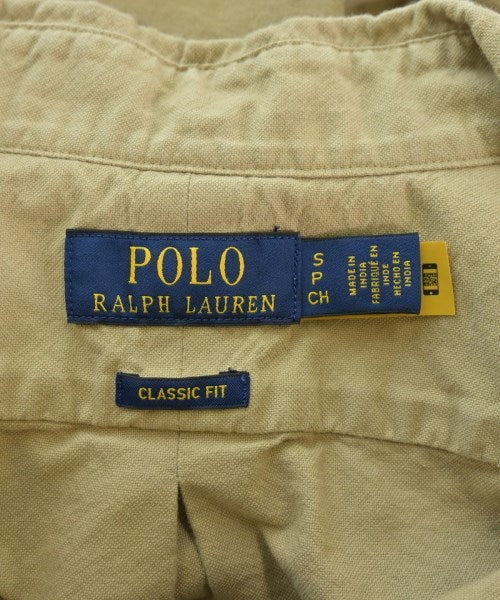 POLO
RALPH LAUREN
S
P
CH
MADE IN
INDIA
FABRIQUÉ EN
INDE
HECHO EN
INDIA
CLASSIC FIT